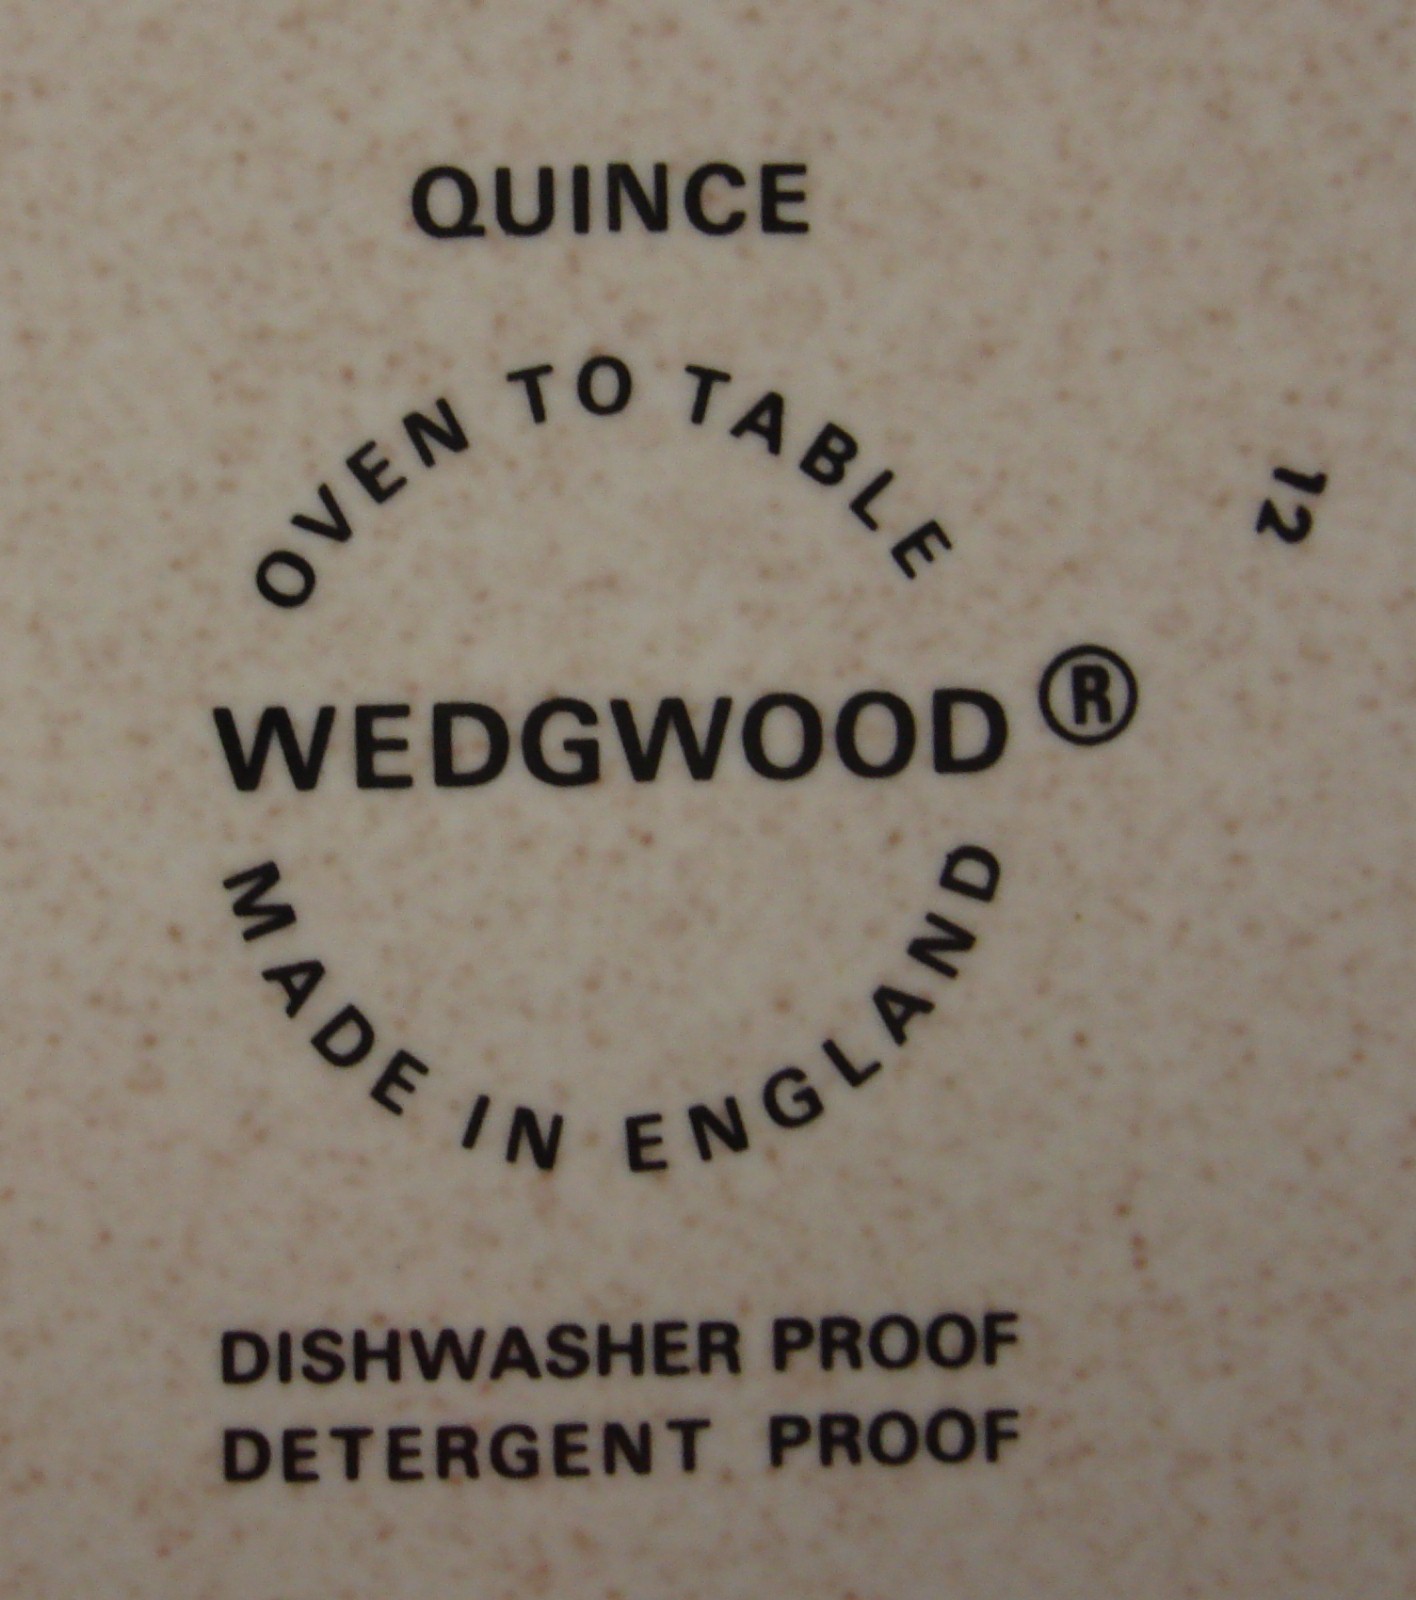 QUINCE
OVEN TO TABLE
12
WEDGWOOD®
MADE IN ENGLAND
DISHWASHER PROOF
DETERGENT PROOF